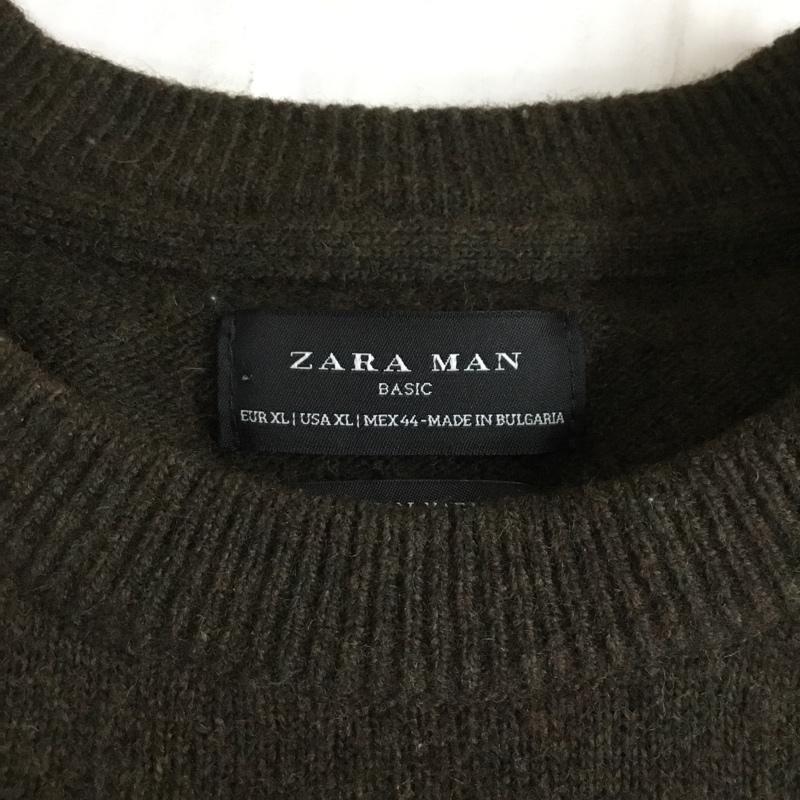 ZARA MAN
BASIC
EUR XL | USA XL | MEX 44 - MADE IN BULGARIA